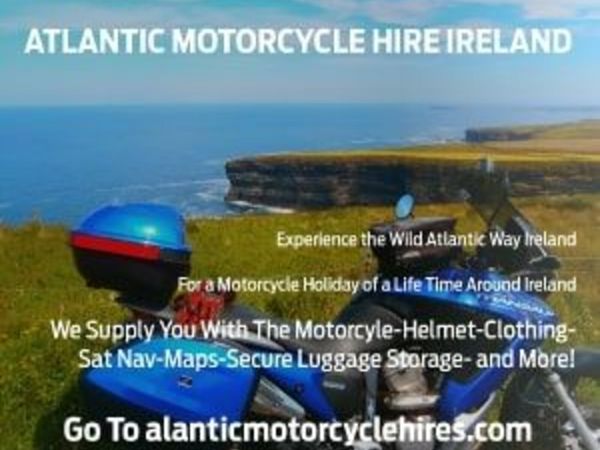 ATLANTIC MOTORCYCLE HIRE IRELAND
Experience the Wild Atlantic Way Ireland
For a Motorcycle Holiday of a Life Time Around Ireland
We Supply You With The Motorcyle-Helmet-Clothing-
Sat Nav-Maps-Secure Luggage Storage- and More!
Go To alanticmotorcyclehires.com